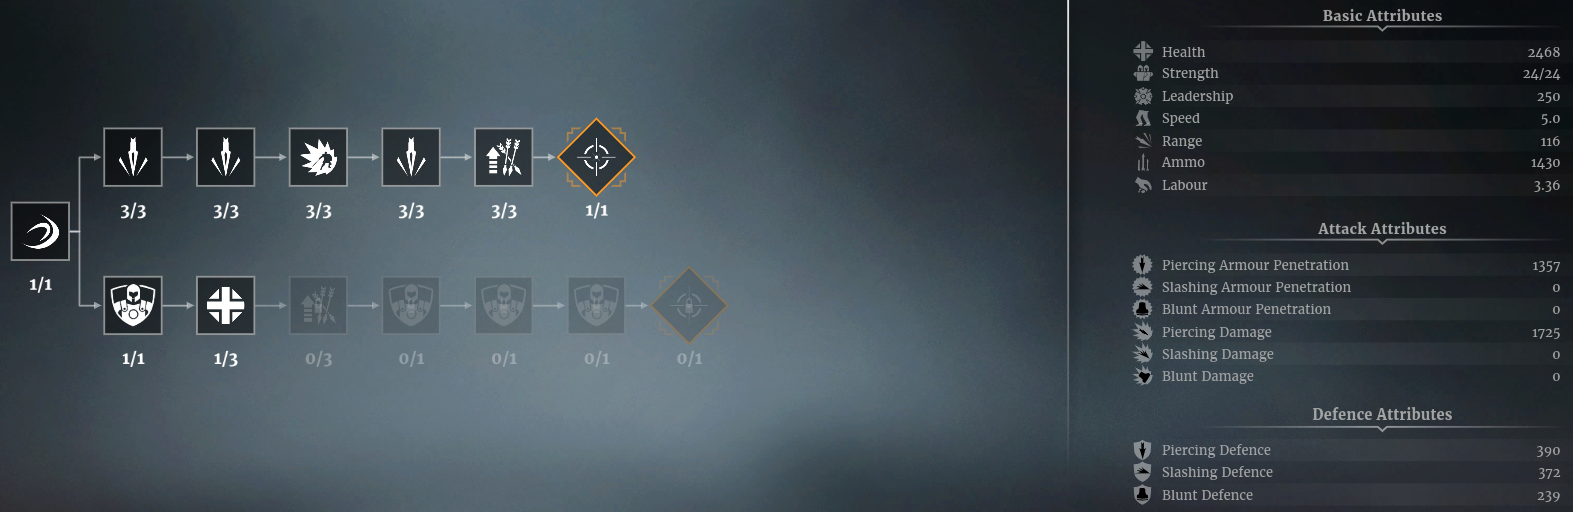 3/3 3/3 3/3 3/3 3/3 1/1
1/1
1/1 1/3 0/3 0/1 0/1 0/1 0/1
Basic Attributes
Health 2468
Strength 24/24
Leadership 250
Speed 5.0
Range 116
Ammo 1430
Labour 3.36
Attack Attributes
Piercing Armour Penetration 1357
Slashing Armour Penetration 0
Blunt Armour Penetration 0
Piercing Damage 1725
Slashing Damage 0
Blunt Damage 0
Defence Attributes
Piercing Defence 390
Slashing Defence 372
Blunt Defence 239